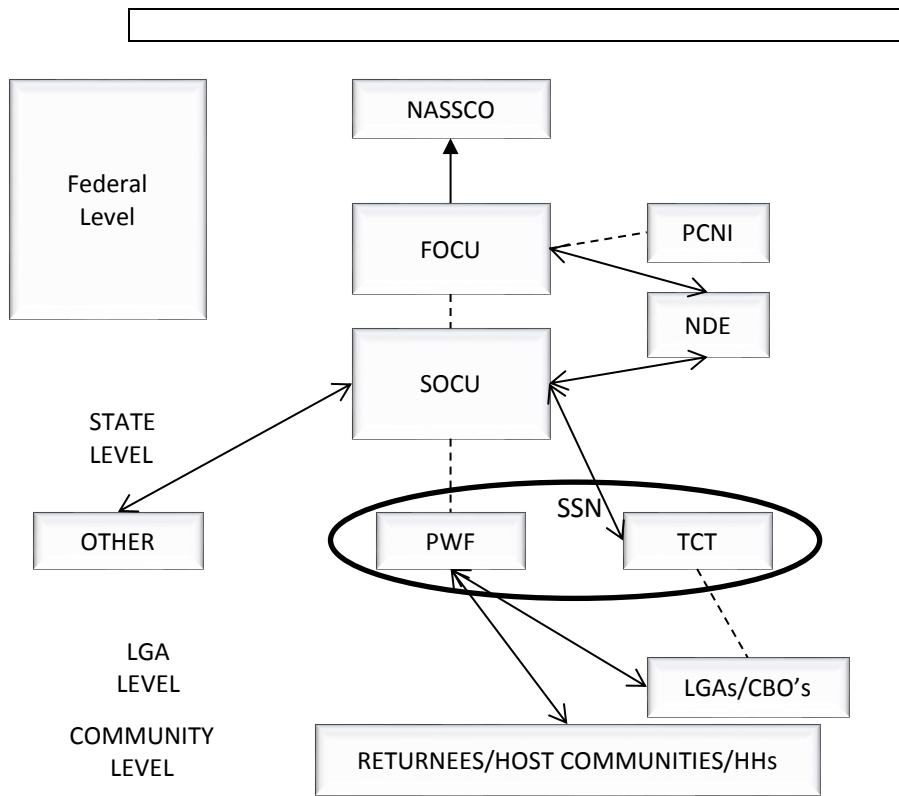 NASSCO
Federal
Level
FOCU
PCNI
NDE
SOCU
STATE
LEVEL
SSN
OTHER
PWF
TCT
LGA
LEVEL
LGAs/CBO’s
COMMUNITY
LEVEL
RETURNEES/HOST COMMUNITIES/HHs